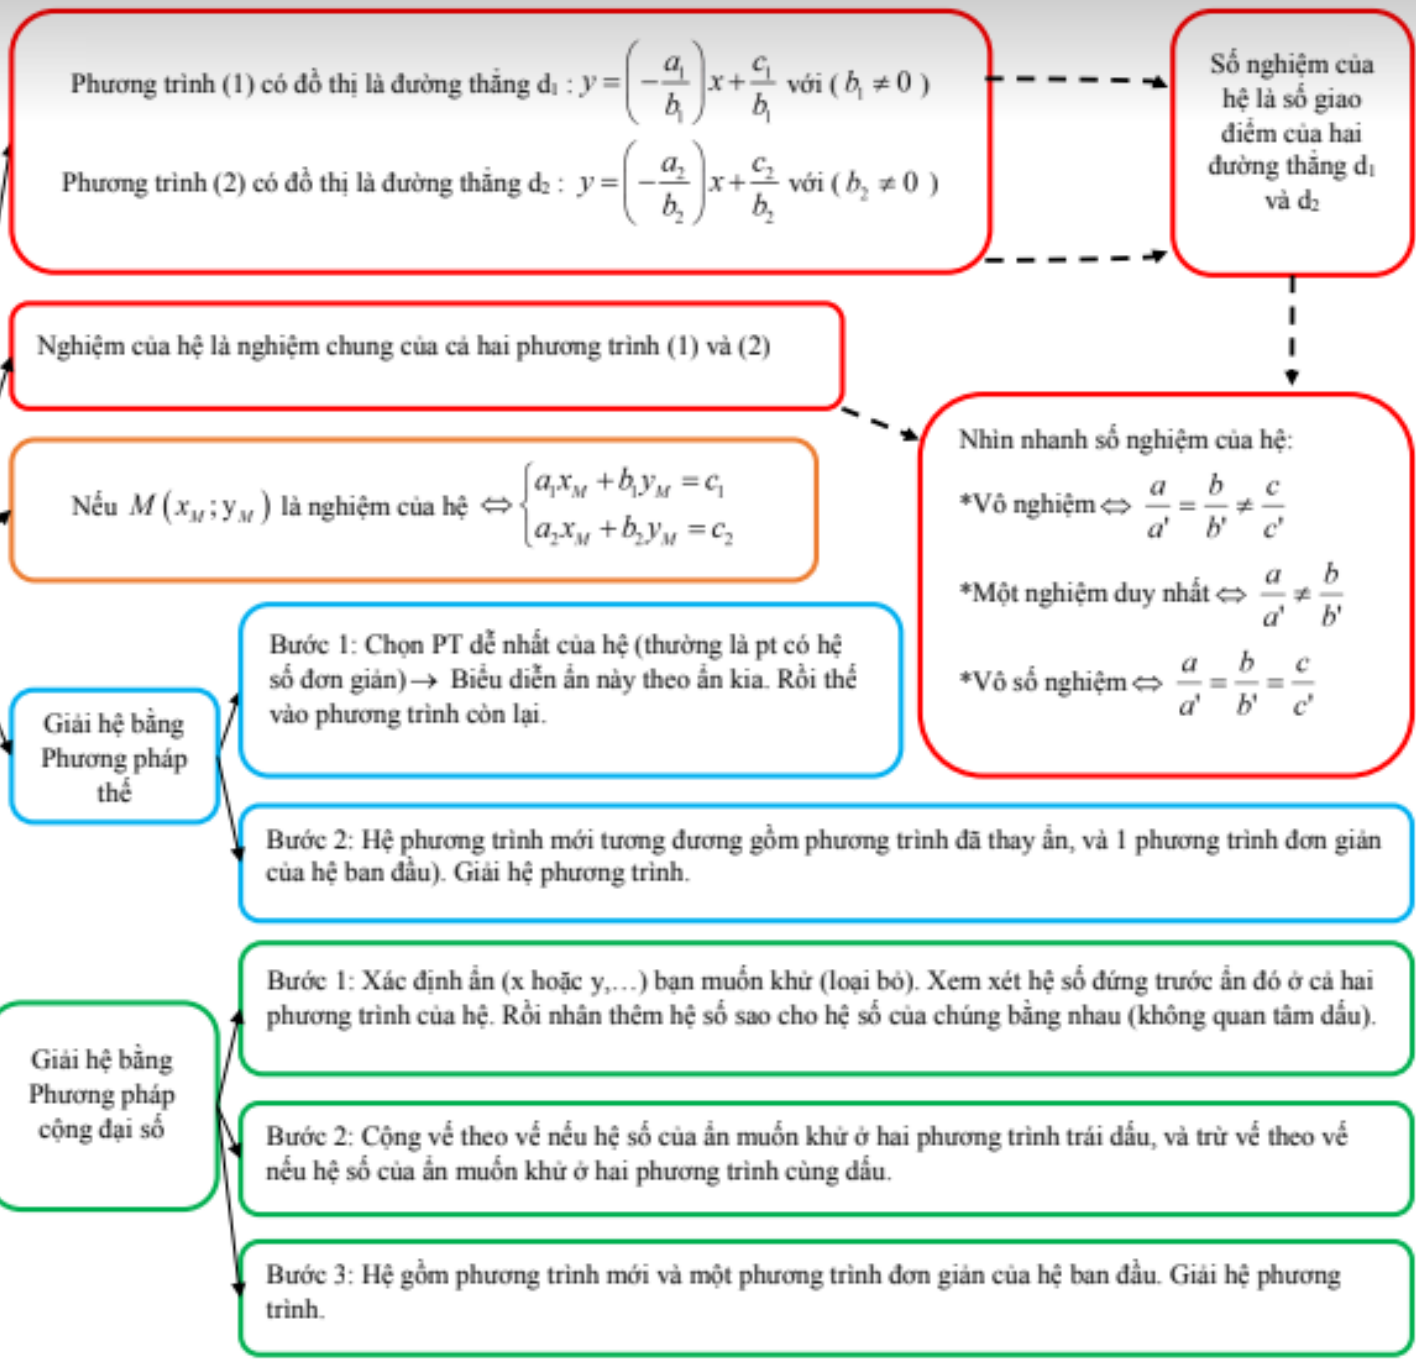 Phương trình (1) có đồ thị là đường thẳng d₁ : y = (−a₁/b₁)x + c₁/b₁ với ( b₁ ≠ 0 )
Phương trình (2) có đồ thị là đường thẳng d₂ : y = (−a₂/b₂)x + c₂/b₂ với ( b₂ ≠ 0 )
Số nghiệm của
hệ là số giao
điểm của hai
đường thẳng d₁
và d₂
Nghiệm của hệ là nghiệm chung của cả hai phương trình (1) và (2)
Nếu M(x_M; y_M) là nghiệm của hệ ⇔ { a₁x_M + b₁y_M = c₁
a₂x_M + b₂y_M = c₂
Nhìn nhanh số nghiệm của hệ:
*Vô nghiệm ⇔ a/a' = b/b' ≠ c/c'
*Một nghiệm duy nhất ⇔ a/a' ≠ b/b'
*Vô số nghiệm ⇔ a/a' = b/b' = c/c'
Giải hệ bằng
Phương pháp
thế
Bước 1: Chọn PT dễ nhất của hệ (thường là pt có hệ
số đơn giản) → Biểu diễn ẩn này theo ẩn kia. Rồi thế
vào phương trình còn lại.
Bước 2: Hệ phương trình mới tương đương gồm phương trình đã thay ẩn, và 1 phương trình đơn giản
của hệ ban đầu). Giải hệ phương trình.
Giải hệ bằng
Phương pháp
cộng đại số
Bước 1: Xác định ẩn (x hoặc y,…) bạn muốn khử (loại bỏ). Xem xét hệ số đứng trước ẩn đó ở cả hai
phương trình của hệ. Rồi nhân thêm hệ số sao cho hệ số của chúng bằng nhau (không quan tâm dấu).
Bước 2: Cộng vế theo vế nếu hệ số của ẩn muốn khử ở hai phương trình trái dấu, và trừ vế theo vế
nếu hệ số của ẩn muốn khử ở hai phương trình cùng dấu.
Bước 3: Hệ gồm phương trình mới và một phương trình đơn giản của hệ ban đầu. Giải hệ phương
trình.